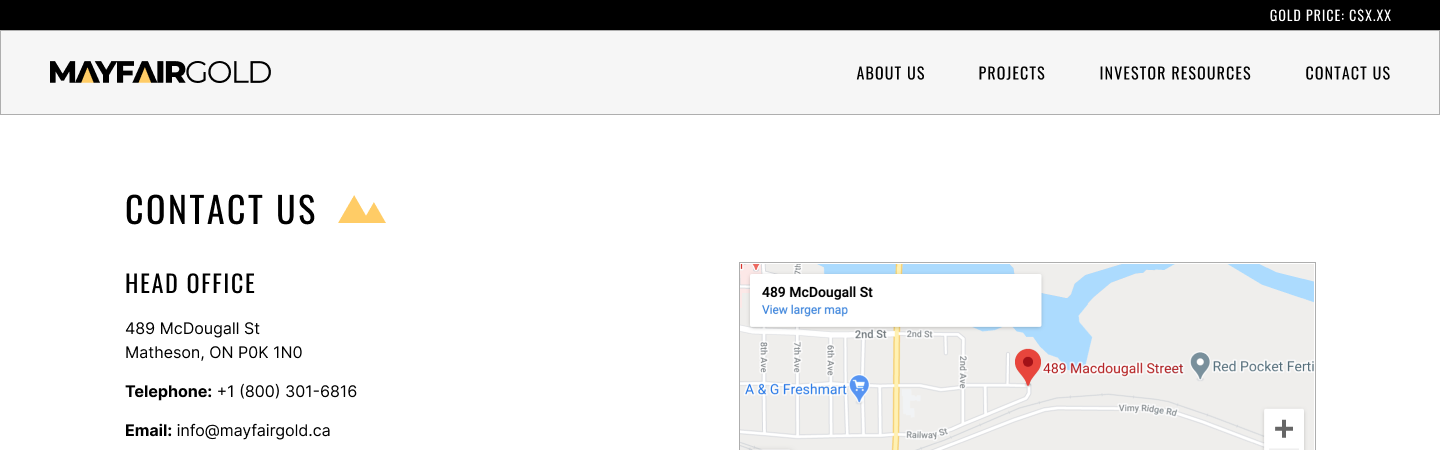 GOLD PRICE: C$X.XX
MAYFAIRGOLD
ABOUT US
PROJECTS
INVESTOR RESOURCES
CONTACT US
CONTACT US
HEAD OFFICE
489 McDougall St
Matheson, ON P0K 1N0
Telephone: +1 (800) 301-6816
Email: info@mayfairgold.ca
489 McDougall St
View larger map
2nd St
2nd St
8th Ave
7th Ave
6th Ave
2nd Ave
489 Macdougall Street
Red Pocket Ferti
A & G Freshmart
Vimy Ridge Rd
Railway St